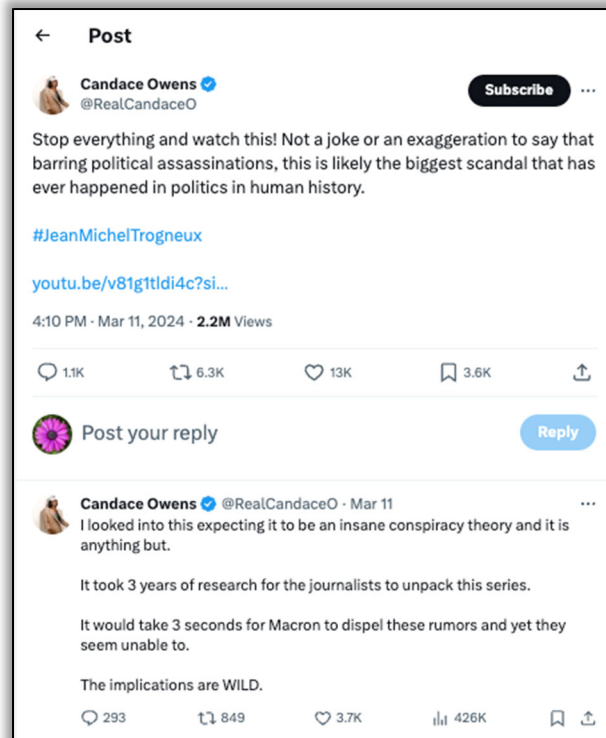 Post
Candace Owens
@RealCandaceO
Subscribe
Stop everything and watch this! Not a joke or an exaggeration to say that
barring political assassinations, this is likely the biggest scandal that has
ever happened in politics in human history.
#JeanMichelTrogneux
youtu.be/v81g1tldi4c?si...
4:10 PM · Mar 11, 2024 · 2.2M Views
1.1K 6.3K 13K 3.6K
Post your reply
Reply
Candace Owens @RealCandaceO · Mar 11
I looked into this expecting it to be an insane conspiracy theory and it is
anything but.
It took 3 years of research for the journalists to unpack this series.
It would take 3 seconds for Macron to dispel these rumors and yet they
seem unable to.
The implications are WILD.
293 849 3.7K 426K